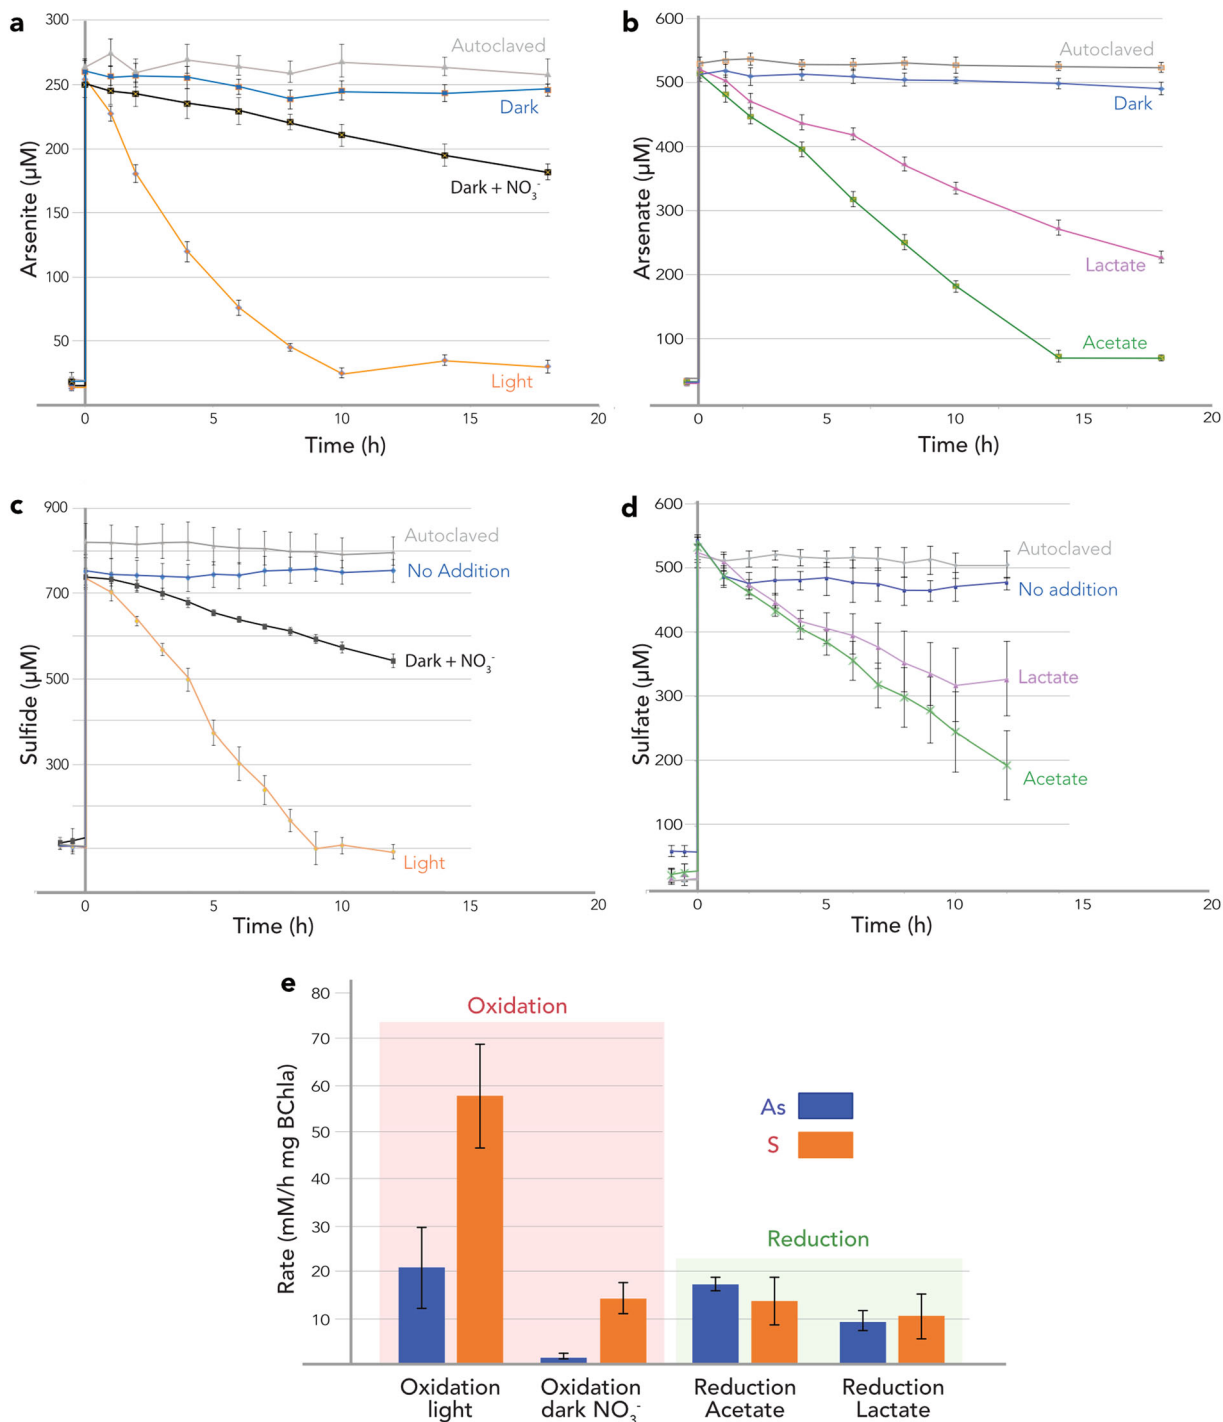 a
300
250
200
150
100
50
Arsenite (μM)
Autoclaved
Dark
Dark + NO₃⁻
Light
0
5
10
15
20
Time (h)
b
600
500
400
300
200
100
Arsenate (μM)
Autoclaved
Dark
Lactate
Acetate
0
5
10
15
20
Time (h)
c
900
700
500
300
Sulfide (μM)
Autoclaved
No Addition
Dark + NO₃⁻
Light
0
5
10
15
20
Time (h)
d
600
500
400
300
200
100
Sulfate (μM)
Autoclaved
No addition
Lactate
Acetate
0
5
10
15
20
Time (h)
e
80
70
60
50
40
30
20
10
Rate (mM/h mg BChla)
Oxidation
As
S
Reduction
Oxidation
light
Oxidation
dark NO₃⁻
Reduction
Acetate
Reduction
Lactate